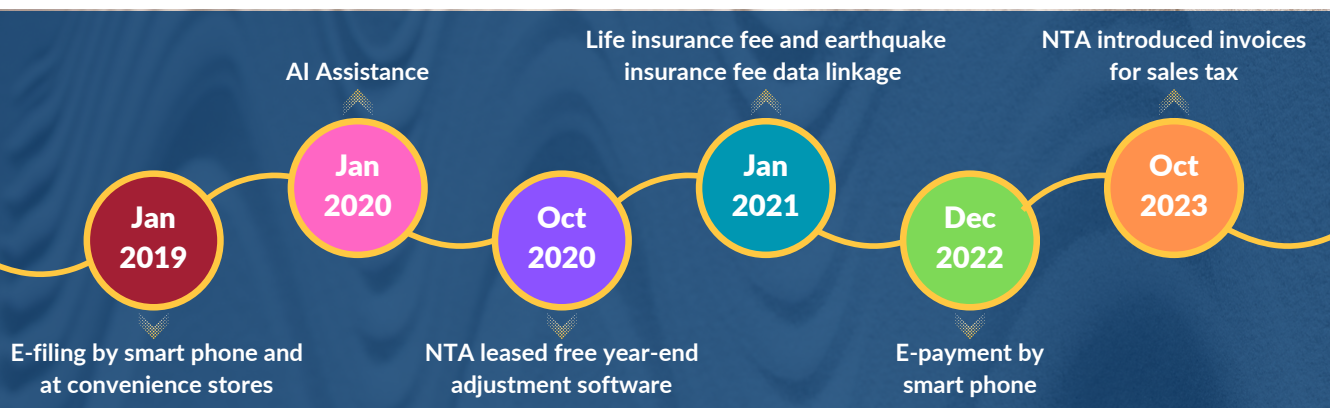 Jan
2019
E-filing by smart phone and
at convenience stores
AI Assistance
Jan
2020
Oct
2020
NTA leased free year-end
adjustment software
Life insurance fee and earthquake
insurance fee data linkage
Jan
2021
Dec
2022
E-payment by
smart phone
NTA introduced invoices
for sales tax
Oct
2023